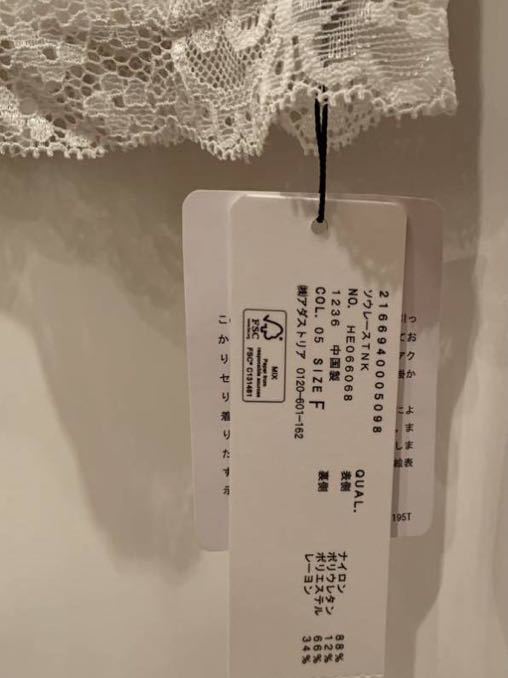 2166940005098
ソウレースTNK
NO. HE066068
1236 中国製
COL. 05 SIZE F
㈱アダストリア 0120-601-162
QUAL.
表側 ナイロン 88%
ポリウレタン 12%
裏側 ポリエステル 66%
レーヨン 34%
FSC
MIX
Paper from
responsible sources
FSC® C131481
195T